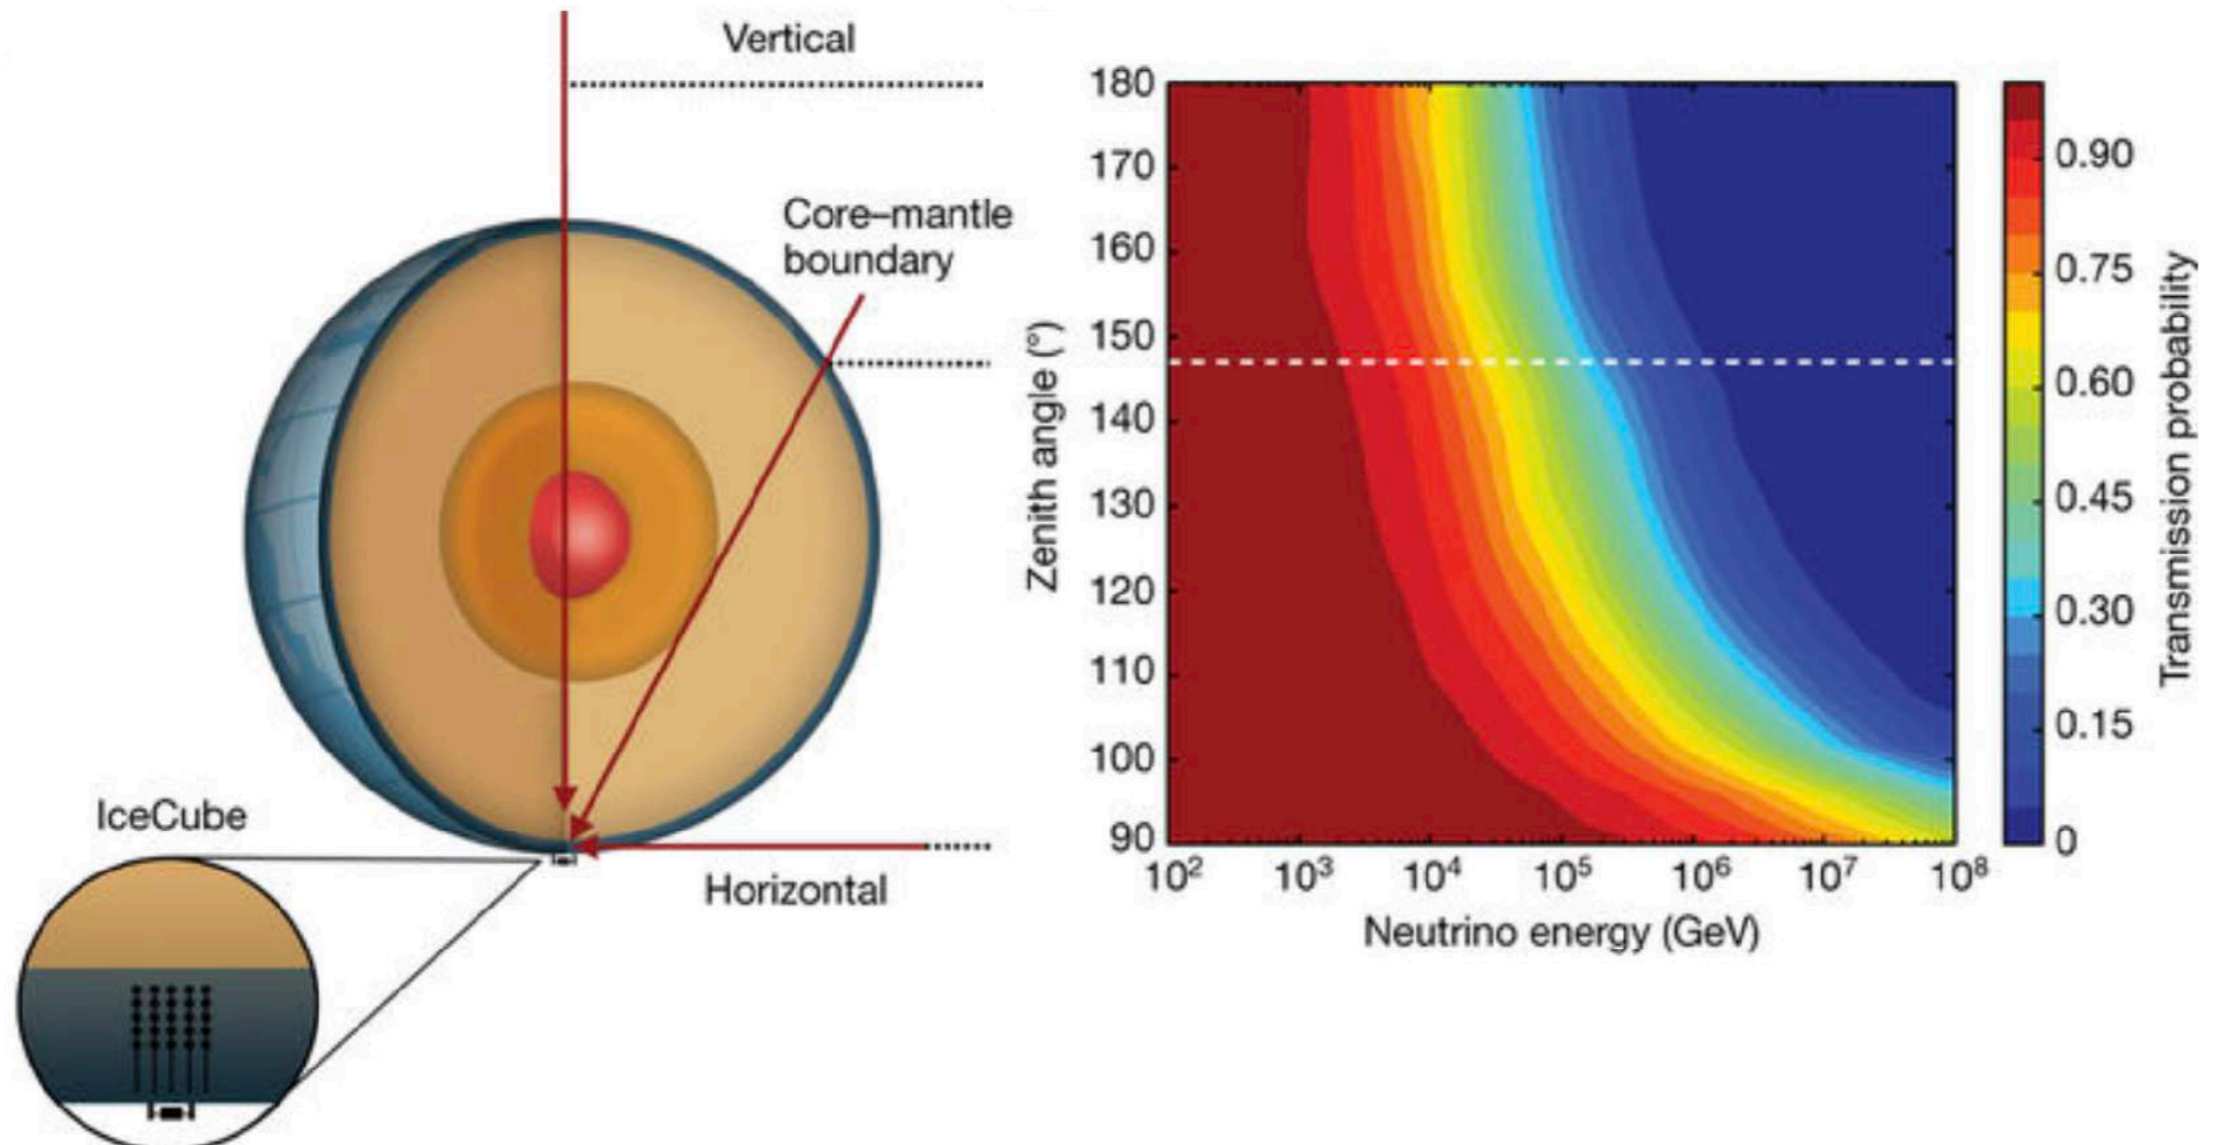 Vertical
Core–mantle
boundary
IceCube
Horizontal
Zenith angle (°)
180
170
160
150
140
130
120
110
100
90
10² 10³ 10⁴ 10⁵ 10⁶ 10⁷ 10⁸
Neutrino energy (GeV)
0.90
0.75
0.60
0.45
0.30
0.15
0
Transmission probability